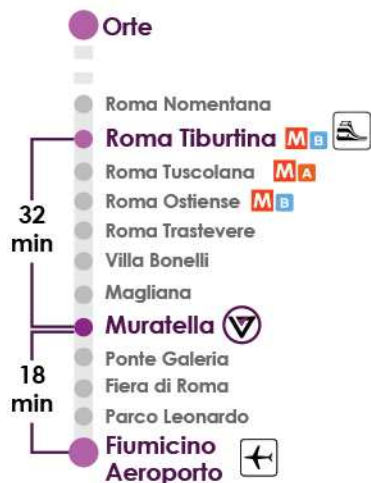 Orte
Roma Nomentana
Roma Tiburtina M B
Roma Tuscolana M A
Roma Ostiense M B
32
min
Roma Trastevere
Villa Bonelli
Magliana
Muratella
Ponte Galeria
18
min
Fiera di Roma
Parco Leonardo
Fiumicino
Aeroporto